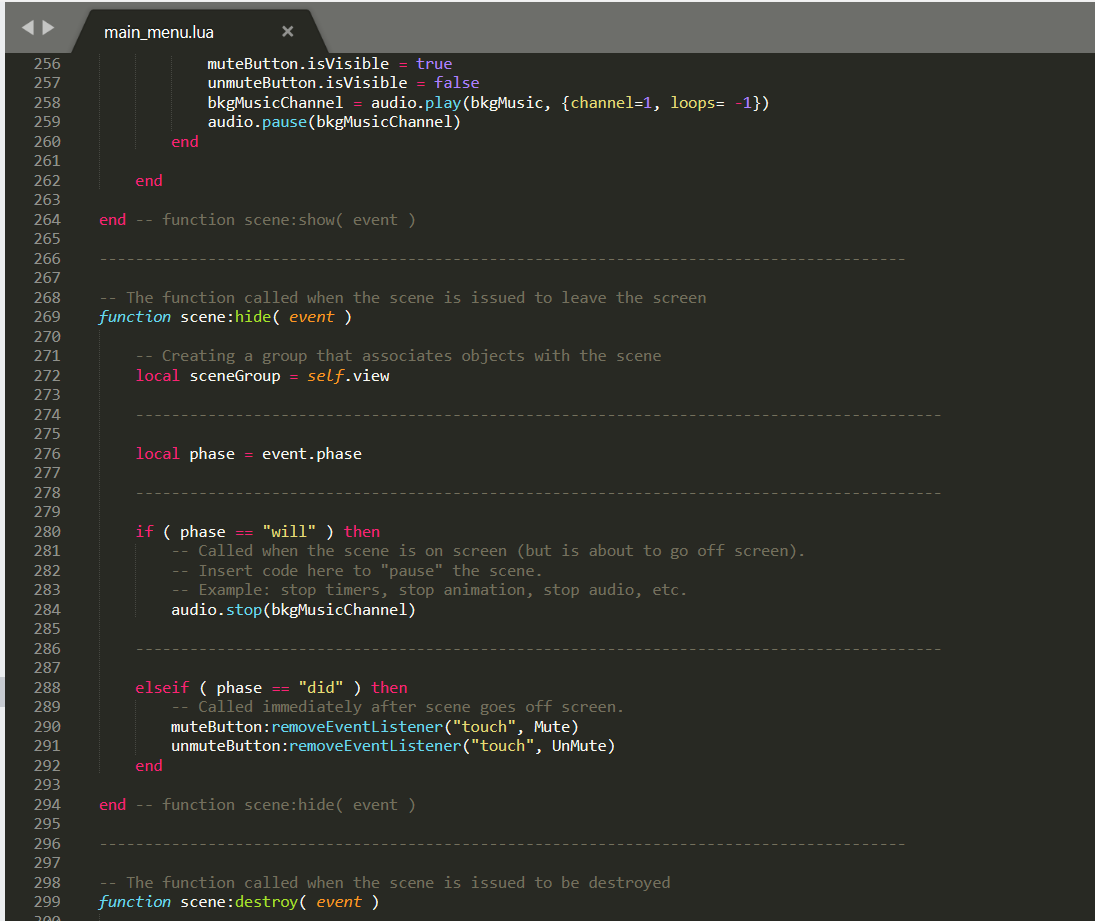 main_menu.lua ×
256 muteButton.isVisible = true
257 unmuteButton.isVisible = false
258 bkgMusicChannel = audio.play(bkgMusic, {channel=1, loops= -1})
259 audio.pause(bkgMusicChannel)
260 end
261
262 end
263
264 end -- function scene:show( event )
265
266 -----------------------------------------------------------------------------------------
267
268 -- The function called when the scene is issued to leave the screen
269 function scene:hide( event )
270
271 -- Creating a group that associates objects with the scene
272 local sceneGroup = self.view
273
274 -----------------------------------------------------------------------------------------
275
276 local phase = event.phase
277
278 -----------------------------------------------------------------------------------------
279
280 if ( phase == "will" ) then
281 -- Called when the scene is on screen (but is about to go off screen).
282 -- Insert code here to "pause" the scene.
283 -- Example: stop timers, stop animation, stop audio, etc.
284 audio.stop(bkgMusicChannel)
285
286 -----------------------------------------------------------------------------------------
287
288 elseif ( phase == "did" ) then
289 -- Called immediately after scene goes off screen.
290 muteButton:removeEventListener("touch", Mute)
291 unmuteButton:removeEventListener("touch", UnMute)
292 end
293
294 end -- function scene:hide( event )
295
296 -----------------------------------------------------------------------------------------
297
298 -- The function called when the scene is issued to be destroyed
299 function scene:destroy( event )
300